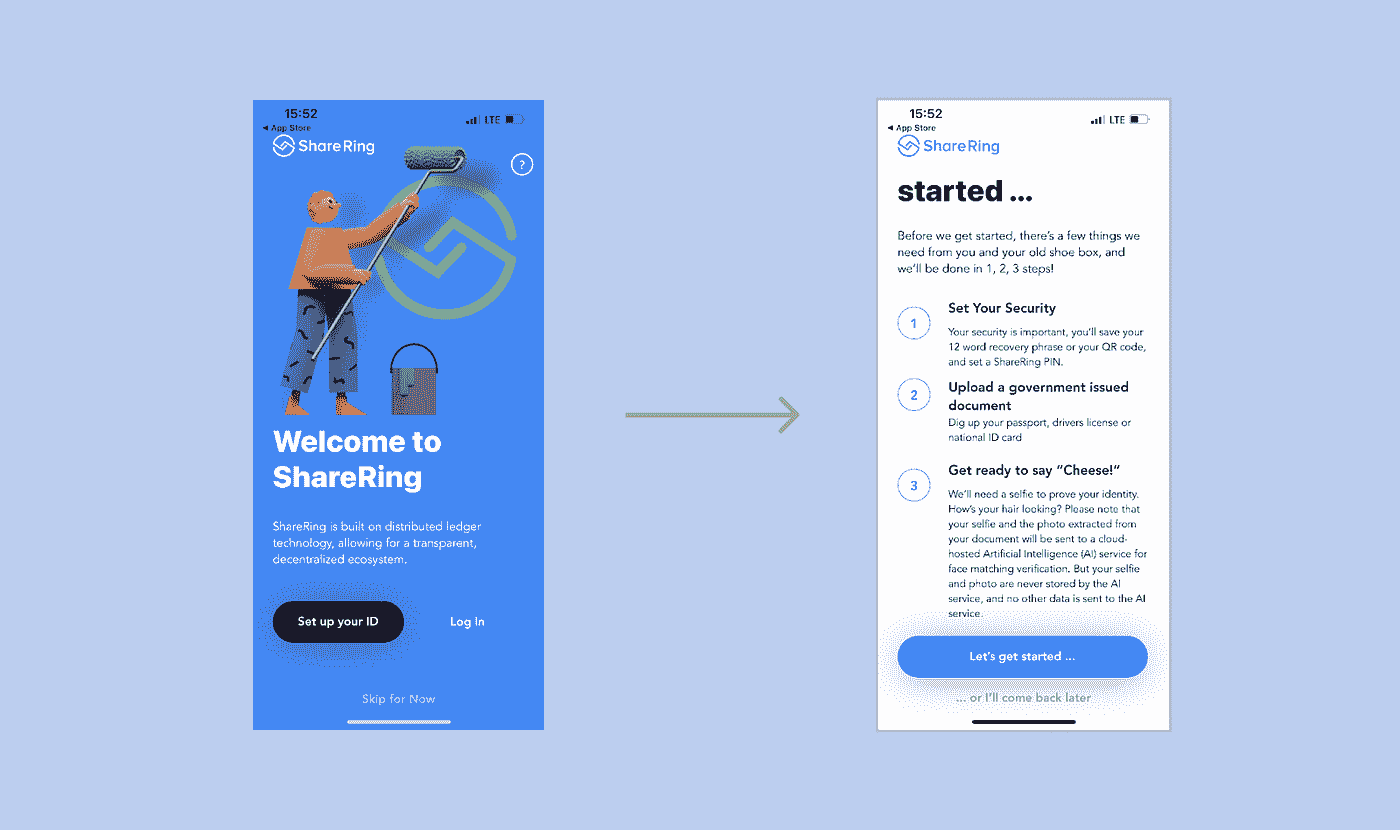 15:52
LTE
◄ App Store
ShareRing
?
Welcome to
ShareRing
ShareRing is built on distributed ledger
technology, allowing for a transparent,
decentralized ecosystem.
Set up your ID
Log In
Skip for Now
15:52
LTE
◄ App Store
ShareRing
started ...
Before we get started, there's a few things we
need from you and your old shoe box, and
we'll be done in 1, 2, 3 steps!
1
Set Your Security
Your security is important, you'll save your
12 word recovery phrase or your QR code,
and set a ShareRing PIN.
2
Upload a government issued
document
Dig up your passport, drivers license or
national ID card
3
Get ready to say "Cheese!"
We'll need a selfie to prove your identity.
How's your hair looking? Please note that
your selfie and the photo extracted from
your document will be sent to a cloud-
hosted Artificial Intelligence (AI) service for
face matching verification. But your selfie
and photo are never stored by the AI
service, and no other data is sent to the AI
service.
Let's get started ...
... or I'll come back later